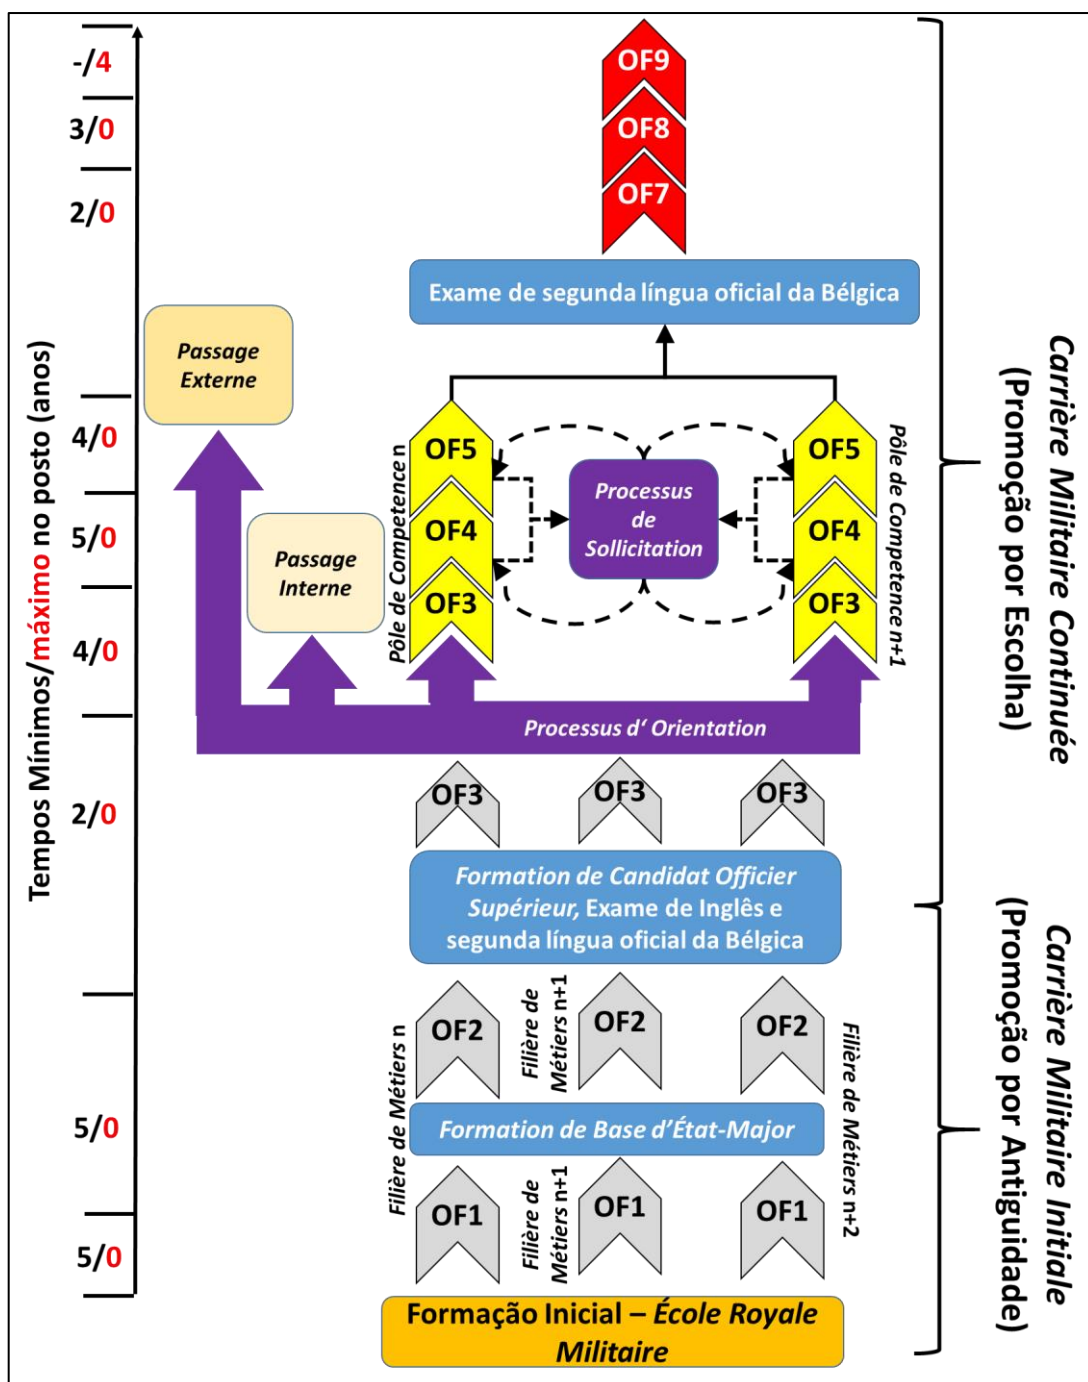 -/4
3/0
2/0
4/0
5/0
4/0
2/0
5/0
5/0
Tempos Mínimos/máximo no posto (anos)
OF9
OF8
OF7
Exame de segunda língua oficial da Bélgica
Passage
Externe
Passage
Interne
Pôle de Competence n
OF5
OF4
OF3
Processus
de
Sollicitation
OF5
OF4
OF3
Pôle de Competence n+1
Processus d‘ Orientation
OF3
OF3
OF3
Formation de Candidat Officier
Supérieur, Exame de Inglês e
segunda língua oficial da Bélgica
Filière de Métiers n
OF2
Filière de
Métiers n+1
OF2
OF2
Filière de Métiers n+2
Formation de Base d’État-Major
OF1
Filière de
Métiers n+1
OF1
OF1
Formação Inicial – École Royale
Militaire
Carrière Militaire Continuée
(Promoção por Escolha)
Carrière Militaire Initiale
(Promoção por Antiguidade)